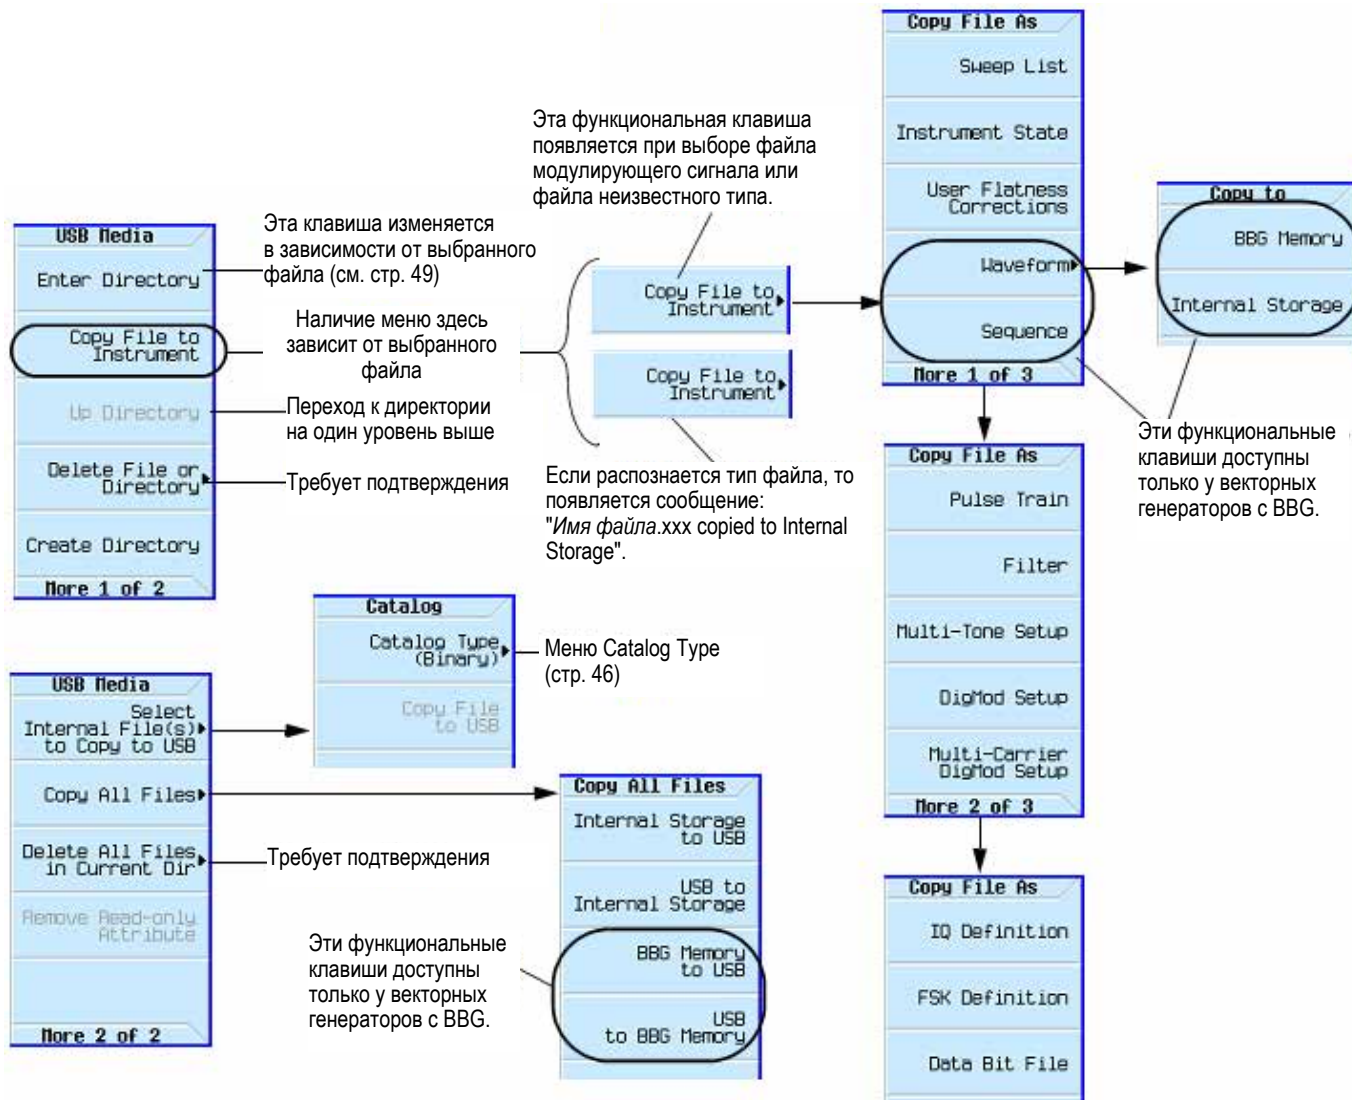 Copy File As
Sweep List
Instrument State
User Flatness
Corrections
Waveform
Sequence
More 1 of 3
Эта функциональная клавиша
появляется при выборе файла
модулирующего сигнала или
файла неизвестного типа.
Copy to
BBG Memory
Internal Storage
USB Media
Enter Directory
Copy File to
Instrument
Up Directory
Delete File or
Directory
Create Directory
More 1 of 2
Эта клавиша изменяется
в зависимости от выбранного
файла (см. стр. 49)
Наличие меню здесь
зависит от выбранного
файла
Переход к директории
на один уровень выше
Требует подтверждения
Copy File to
Instrument
Copy File to
Instrument
Если распознается тип файла, то
появляется сообщение:
"Имя файла.xxx copied to Internal
Storage".
Эти функциональные
клавиши доступны
только у векторных
генераторов с BBG.
Copy File As
Pulse Train
Filter
Multi-Tone Setup
DigMod Setup
Multi-Carrier
DigMod Setup
More 2 of 3
Catalog
Catalog Type
(Binary)
Copy File
to USB
Меню Catalog Type
(стр. 46)
USB Media
Select
Internal File(s)
to Copy to USB
Copy All Files
Delete All Files
in Current Dir
Remove Read-only
Attribute
More 2 of 2
Требует подтверждения
Copy All Files
Internal Storage
to USB
USB to
Internal Storage
BBG Memory
to USB
USB
to BBG Memory
Эти функциональные
клавиши доступны
только у векторных
генераторов с BBG.
Copy File As
IQ Definition
FSK Definition
Data Bit File